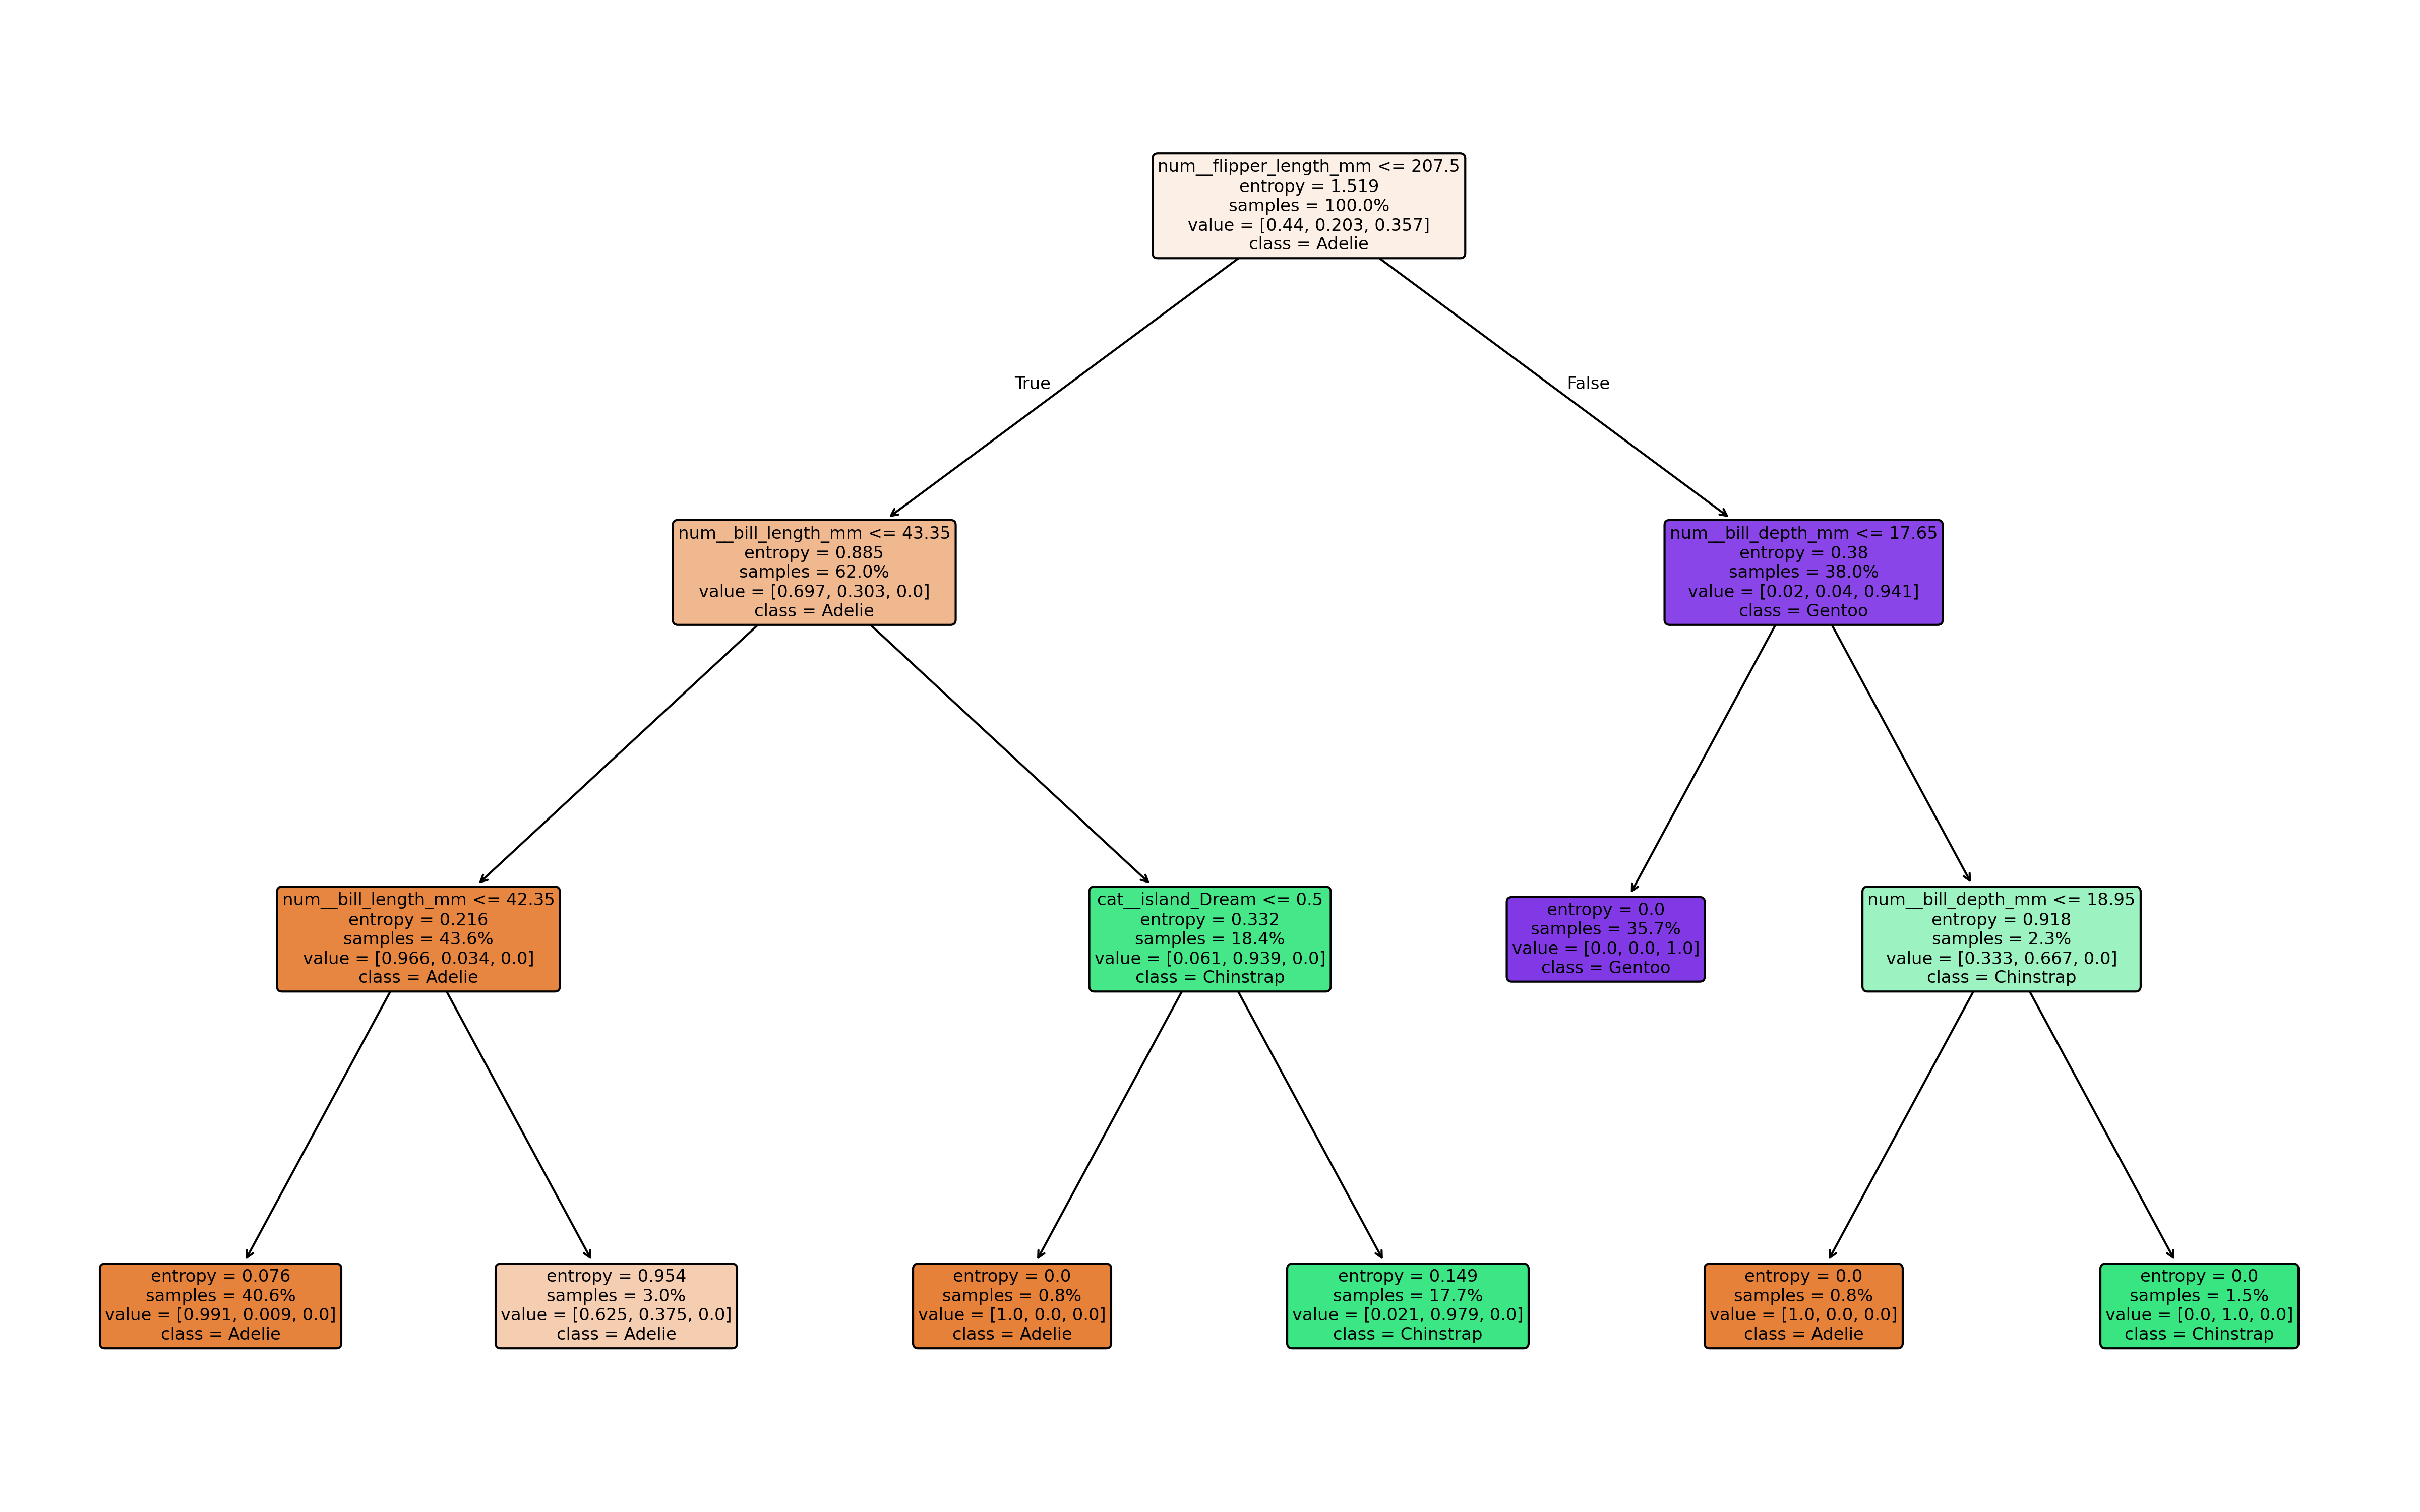 num__flipper_length_mm <= 207.5
entropy = 1.519
samples = 100.0%
value = [0.44, 0.203, 0.357]
class = Adelie
True
False
num__bill_length_mm <= 43.35
entropy = 0.885
samples = 62.0%
value = [0.697, 0.303, 0.0]
class = Adelie
num__bill_depth_mm <= 17.65
entropy = 0.38
samples = 38.0%
value = [0.02, 0.04, 0.941]
class = Gentoo
num__bill_length_mm <= 42.35
entropy = 0.216
samples = 43.6%
value = [0.966, 0.034, 0.0]
class = Adelie
cat__island_Dream <= 0.5
entropy = 0.332
samples = 18.4%
value = [0.061, 0.939, 0.0]
class = Chinstrap
entropy = 0.0
samples = 35.7%
value = [0.0, 0.0, 1.0]
class = Gentoo
num__bill_depth_mm <= 18.95
entropy = 0.918
samples = 2.3%
value = [0.333, 0.667, 0.0]
class = Chinstrap
entropy = 0.076
samples = 40.6%
value = [0.991, 0.009, 0.0]
class = Adelie
entropy = 0.954
samples = 3.0%
value = [0.625, 0.375, 0.0]
class = Adelie
entropy = 0.0
samples = 0.8%
value = [1.0, 0.0, 0.0]
class = Adelie
entropy = 0.149
samples = 17.7%
value = [0.021, 0.979, 0.0]
class = Chinstrap
entropy = 0.0
samples = 0.8%
value = [1.0, 0.0, 0.0]
class = Adelie
entropy = 0.0
samples = 1.5%
value = [0.0, 1.0, 0.0]
class = Chinstrap